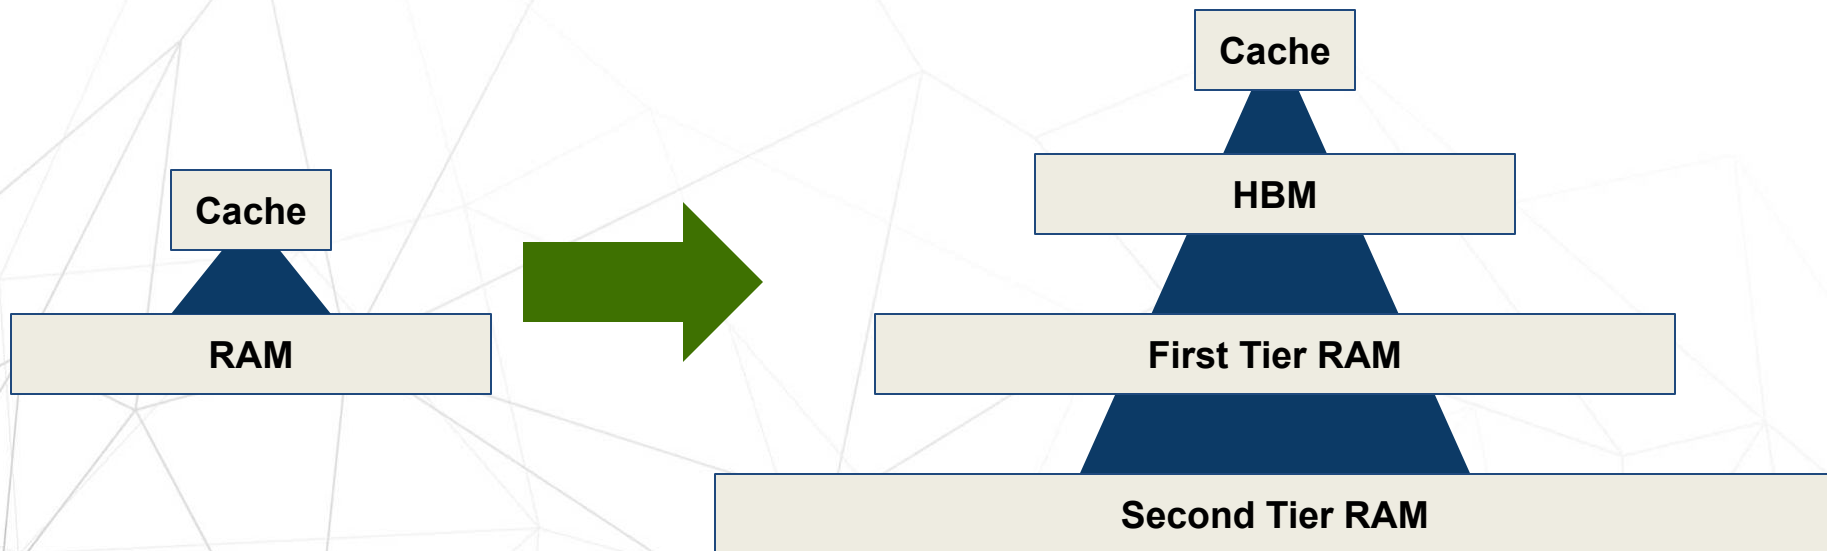 Cache
RAM
Cache
HBM
First Tier RAM
Second Tier RAM